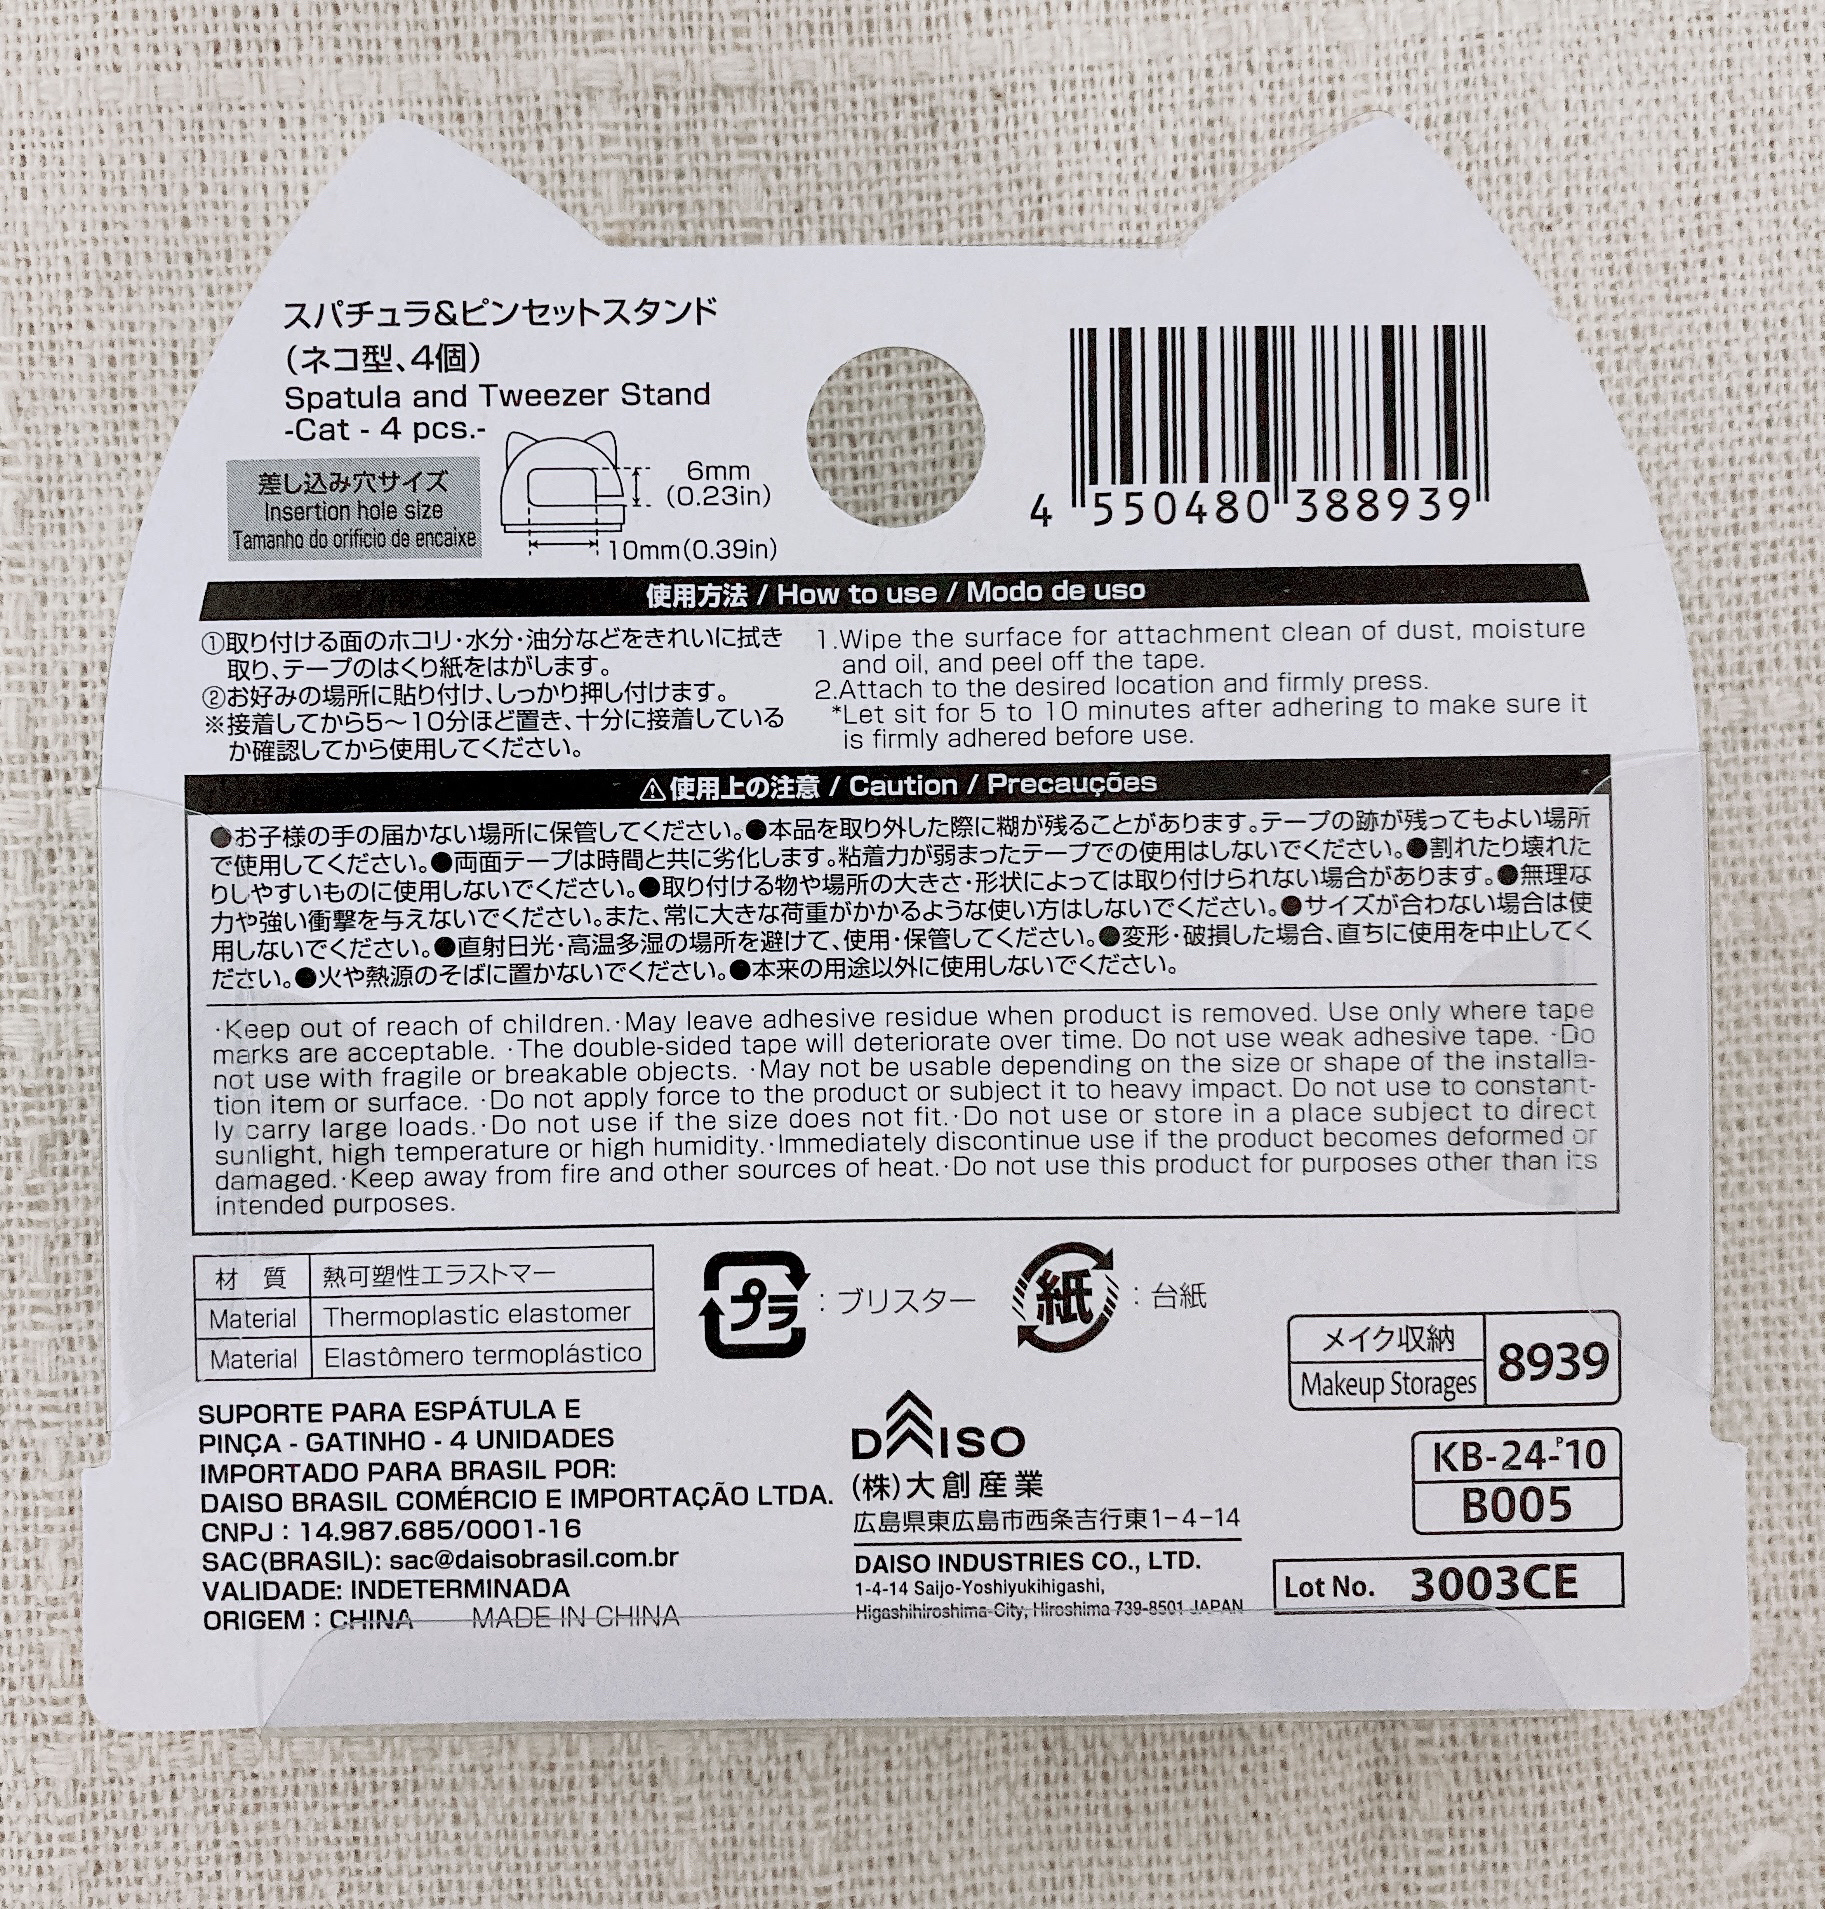 スパチュラ&ピンセットスタンド
(ネコ型、4個)
Spatula and Tweezer Stand
-Cat - 4 pcs.-
差し込み穴サイズ
Insertion hole size
Tamanho do orifício de encaixe
6mm
(0.23in)
10mm(0.39in)
4 550480 388939
使用方法 / How to use / Modo de uso
①取り付ける面のホコリ・水分・油分などをきれいに拭き
取り、テープのはくり紙をはがします。
②お好みの場所に貼り付け、しっかり押し付けます。
※接着してから5～10分ほど置き、十分に接着している
か確認してから使用してください。
1.Wipe the surface for attachment clean of dust, moisture
and oil, and peel off the tape.
2.Attach to the desired location and firmly press.
*Let sit for 5 to 10 minutes after adhering to make sure it
is firmly adhered before use.
⚠使用上の注意 / Caution / Precauções
●お子様の手の届かない場所に保管してください。●本品を取り外した際に糊が残ることがあります。テープの跡が残ってもよい場所
で使用してください。●両面テープは時間と共に劣化します。粘着力が弱まったテープでの使用はしないでください。●割れたり壊れた
りしやすいものに使用しないでください。●取り付ける物や場所の大きさ・形状によっては取り付けられない場合があります。●無理な
力や強い衝撃を与えないでください。また、常に大きな荷重がかかるような使い方はしないでください。●サイズが合わない場合は使
用しないでください。●直射日光・高温多湿の場所を避けて、使用・保管してください。●変形・破損した場合、直ちに使用を中止してく
ださい。●火や熱源のそばに置かないでください。●本来の用途以外に使用しないでください。
·Keep out of reach of children.·May leave adhesive residue when product is removed. Use only where tape
marks are acceptable. ·The double-sided tape will deteriorate over time. Do not use weak adhesive tape. ·Do
not use with fragile or breakable objects. ·May not be usable depending on the size or shape of the installa-
tion item or surface. ·Do not apply force to the product or subject it to heavy impact. Do not use to constant-
ly carry large loads.·Do not use if the size does not fit.·Do not use or store in a place subject to direct
sunlight, high temperature or high humidity.·Immediately discontinue use if the product becomes deformed or
damaged.·Keep away from fire and other sources of heat.·Do not use this product for purposes other than its
intended purposes.
材 質 熱可塑性エラストマー
Material Thermoplastic elastomer
Material Elastômero termoplástico
プラ : ブリスター
紙 : 台紙
メイク収納
Makeup Storages
8939
SUPORTE PARA ESPÁTULA E
PINÇA - GATINHO - 4 UNIDADES
IMPORTADO PARA BRASIL POR:
DAISO BRASIL COMÉRCIO E IMPORTAÇÃO LTDA.
CNPJ : 14.987.685/0001-16
SAC(BRASIL): sac@daisobrasil.com.br
VALIDADE: INDETERMINADA
ORIGEM : CHINA MADE IN CHINA
DAISO
(株)大創産業
広島県東広島市西条吉行東1-4-14
DAISO INDUSTRIES CO., LTD.
1-4-14 Saijo-Yoshiyukihigashi,
Higashihiroshima-City, Hiroshima 739-8501 JAPAN
KB-24-P10
B005
Lot No. 3003CE